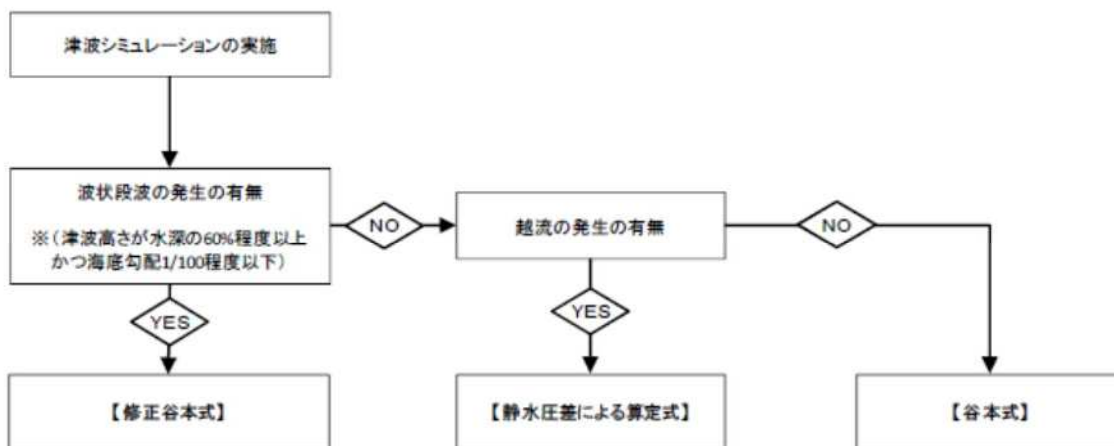 津波シミュレーションの実施
波状段波の発生の有無
※(津波高さが水深の60%程度以上
かつ海底勾配1/100程度以下)
NO
越流の発生の有無
NO
YES
YES
【修正谷本式】
【静水圧差による算定式】
【谷本式】